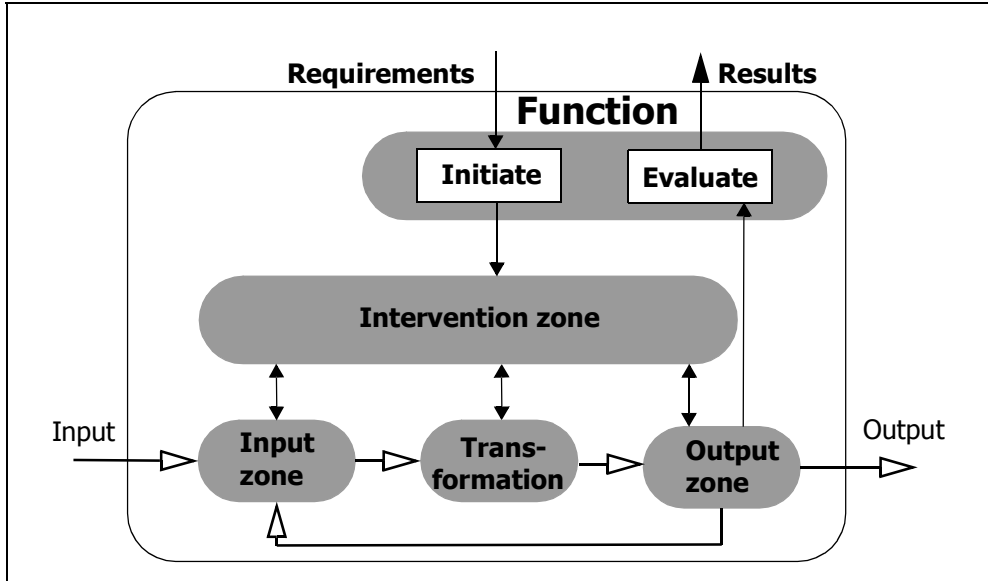 Requirements
Results
Function
Initiate
Evaluate
Intervention zone
Input
Input
zone
Trans-
formation
Output
zone
Output